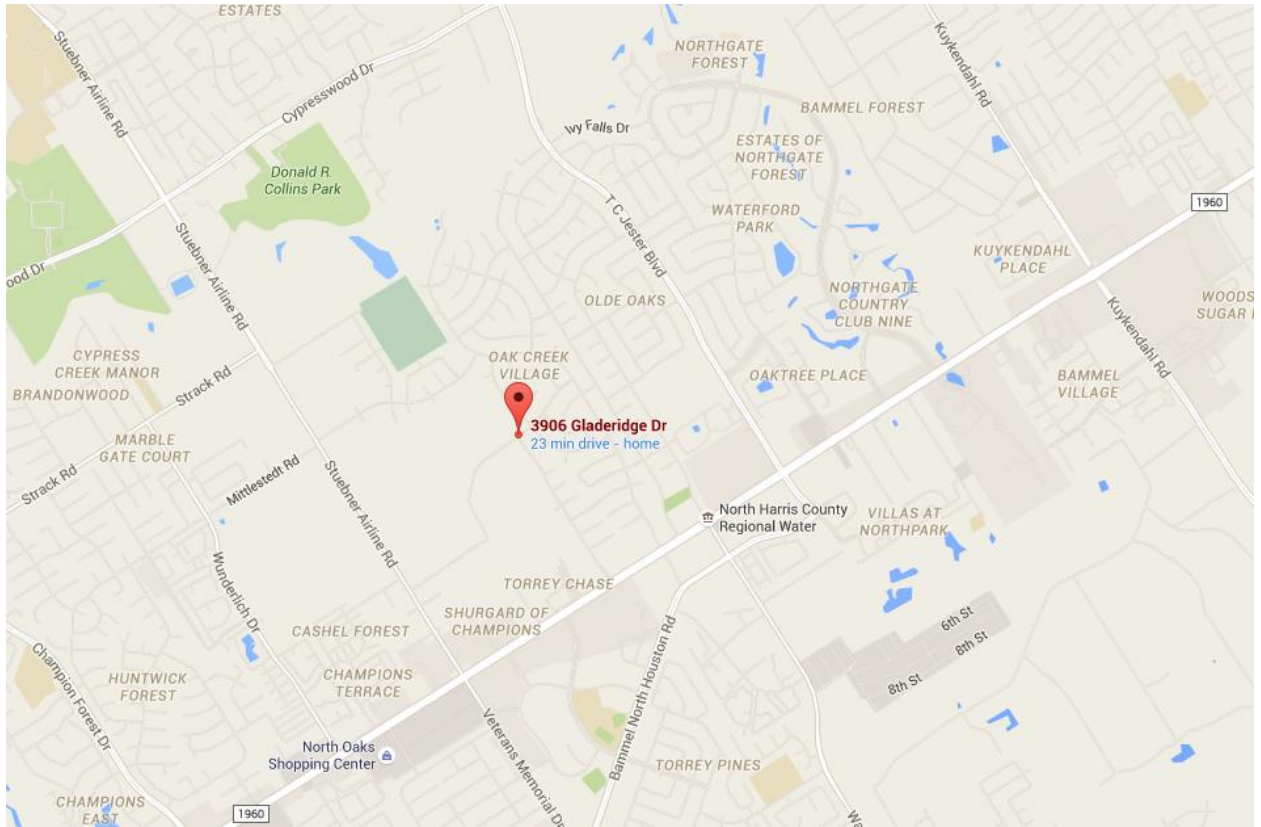 ESTATES
Stuebner Airline Rd
Cypresswood Dr
NORTHGATE
FOREST
Kuykendahl Rd
BAMMEL FOREST
Ivy Falls Dr
ESTATES OF
NORTHGATE
FOREST
Donald R.
Collins Park
T C Jester Blvd
WATERFORD
PARK
1960
Stuebner Airline Rd
KUYKENDAHL
PLACE
ood Dr
OLDE OAKS
NORTHGATE
COUNTRY
CLUB NINE
WOODS
SUGAR
Kuykendahl Rd
CYPRESS
CREEK MANOR
OAK CREEK
VILLAGE
Strack Rd
OAKTREE PLACE
BAMMEL
VILLAGE
BRANDONWOOD
3906 Gladeridge Dr
23 min drive - home
MARBLE
GATE COURT
Strack Rd
Mittlestedt Rd
Stuebner Airline Rd
North Harris County
Regional Water
VILLAS AT
NORTHPARK
Wunderlich Dr
TORREY CHASE
SHURGARD OF
CHAMPIONS
6th St
8th St
8th St
CASHEL FOREST
Champion Forest Dr
HUNTWICK
FOREST
CHAMPIONS
TERRACE
Bammel North Houston Rd
Veterans Memorial Dr
North Oaks
Shopping Center
TORREY PINES
CHAMPIONS
EAST
1960
Wa